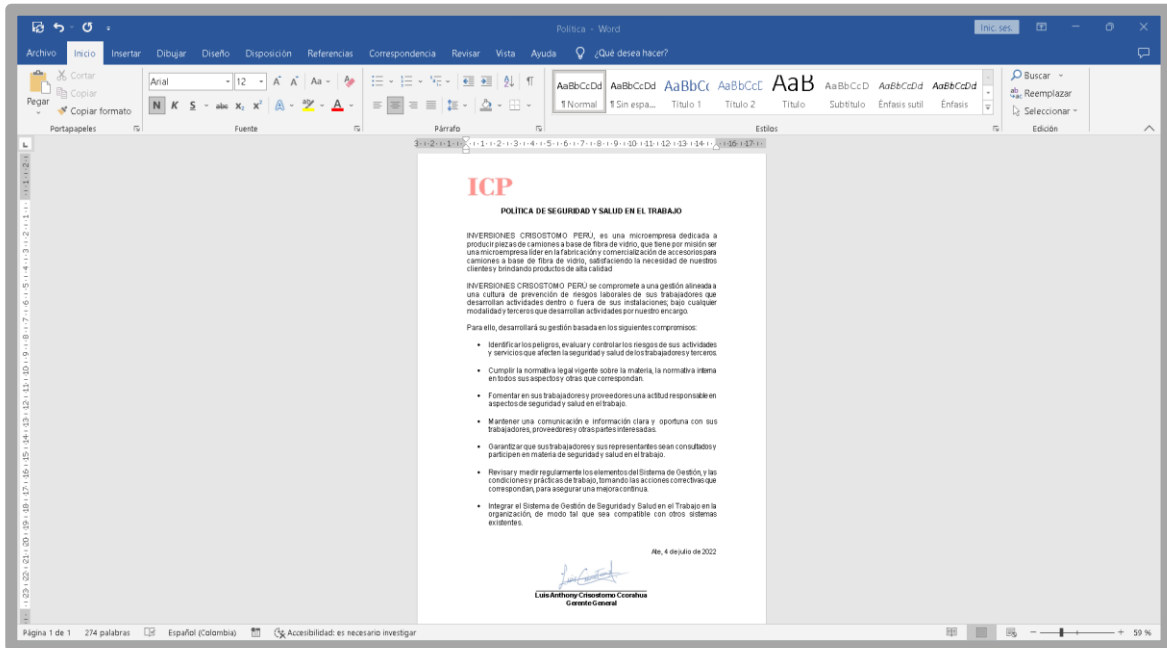 Política - Word
Inic. ses.
Archivo Inicio Insertar Dibujar Diseño Disposición Referencias Correspondencia Revisar Vista Ayuda ¿Qué desea hacer?
Pegar
Cortar
Copiar
Copiar formato
Portapapeles
Arial 12
N K S abc x₂ x²
Fuente
Párrafo
AaBbCcDd AaBbCcDd AaBbCc AaBbCcC AaB AaBbCcD AaBbCcDd AaBbCcDd
¶ Normal ¶ Sin espa... Título 1 Título 2 Título Subtítulo Énfasis sutil Énfasis
Estilos
Buscar
Reemplazar
Seleccionar
Edición
ICP
POLÍTICA DE SEGURIDAD Y SALUD EN EL TRABAJO
INVERSIONES CRISOSTOMO PERÚ, es una microempresa dedicada a
producir piezas de camiones a base de fibra de vidrio, que tiene por misión ser
una microempresa líder en la fabricación y comercialización de accesorios para
camiones a base de fibra de vidrio, satisfaciendo la necesidad de nuestros
clientes y brindando productos de alta calidad
INVERSIONES CRISOSTOMO PERÚ se compromete a una gestión alineada a
una cultura de prevención de riesgos laborales de sus trabajadores que
desarrollan actividades dentro o fuera de sus instalaciones; bajo cualquier
modalidad y terceros que desarrollan actividades por nuestro encargo.
Para ello, desarrollará su gestión basada en los siguientes compromisos:
• Identificar los peligros, evaluar y controlar los riesgos de sus actividades
y servicios que afecten la seguridad y salud de los trabajadores y terceros.
• Cumplir la normativa legal vigente sobre la materia, la normativa interna
en todos sus aspectos y otras que correspondan.
• Fomentar en sus trabajadores y proveedores una actitud responsable en
aspectos de seguridad y salud en el trabajo.
• Mantener una comunicación e información clara y oportuna con sus
trabajadores, proveedores y otras partes interesadas.
• Garantizar que sus trabajadores y sus representantes sean consultados y
participen en materia de seguridad y salud en el trabajo.
• Revisar y medir regularmente los elementos del Sistema de Gestión, y las
condiciones y prácticas de trabajo, tomando las acciones correctivas que
correspondan, para asegurar una mejora continua.
• Integrar el Sistema de Gestión de Seguridad y Salud en el Trabajo en la
organización, de modo tal que sea compatible con otros sistemas
existentes.
Ate, 4 de julio de 2022
Luis Anthony Crisostomo Ccorahua
Gerente General
Página 1 de 1 274 palabras Español (Colombia) Accesibilidad: es necesario investigar 59 %